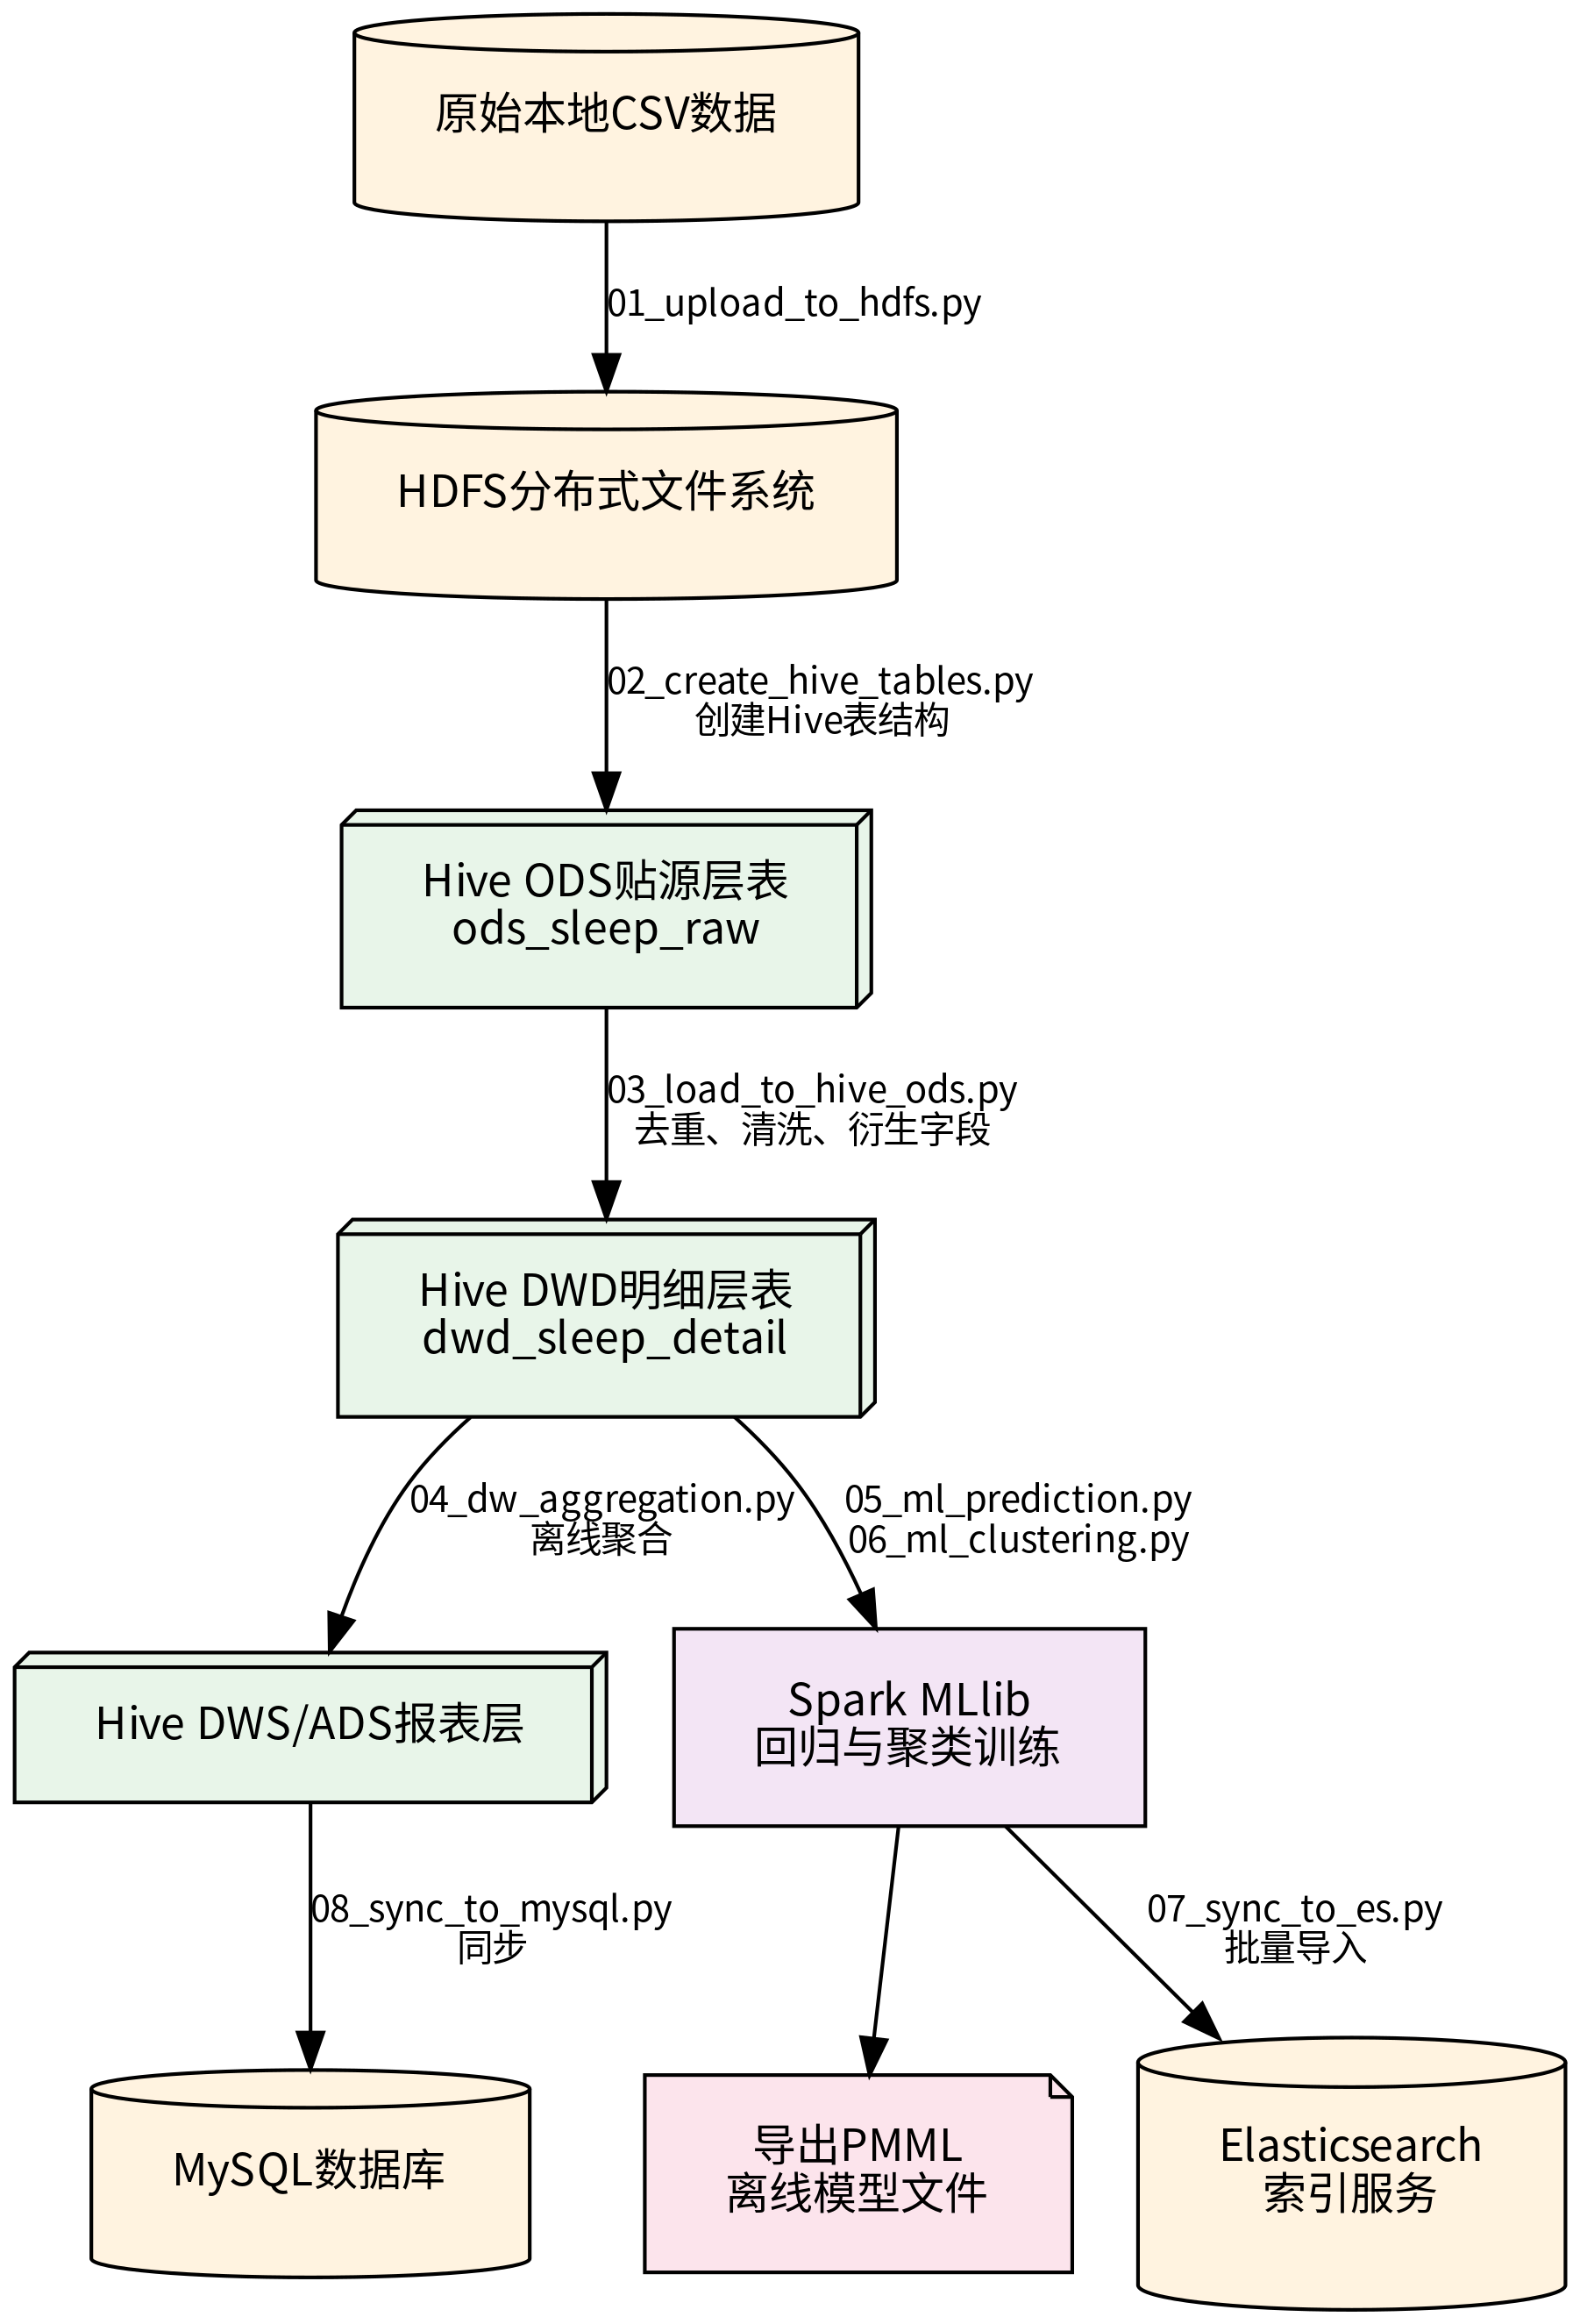 原始本地CSV数据
01_upload_to_hdfs.py
HDFS分布式文件系统
02_create_hive_tables.py
创建Hive表结构
Hive ODS贴源层表
ods_sleep_raw
03_load_to_hive_ods.py
去重、清洗、衍生字段
Hive DWD明细层表
dwd_sleep_detail
04_dw_aggregation.py
离线聚合
05_ml_prediction.py
06_ml_clustering.py
Hive DWS/ADS报表层
Spark MLlib
回归与聚类训练
08_sync_to_mysql.py
同步
07_sync_to_es.py
批量导入
MySQL数据库
导出PMML
离线模型文件
Elasticsearch
索引服务